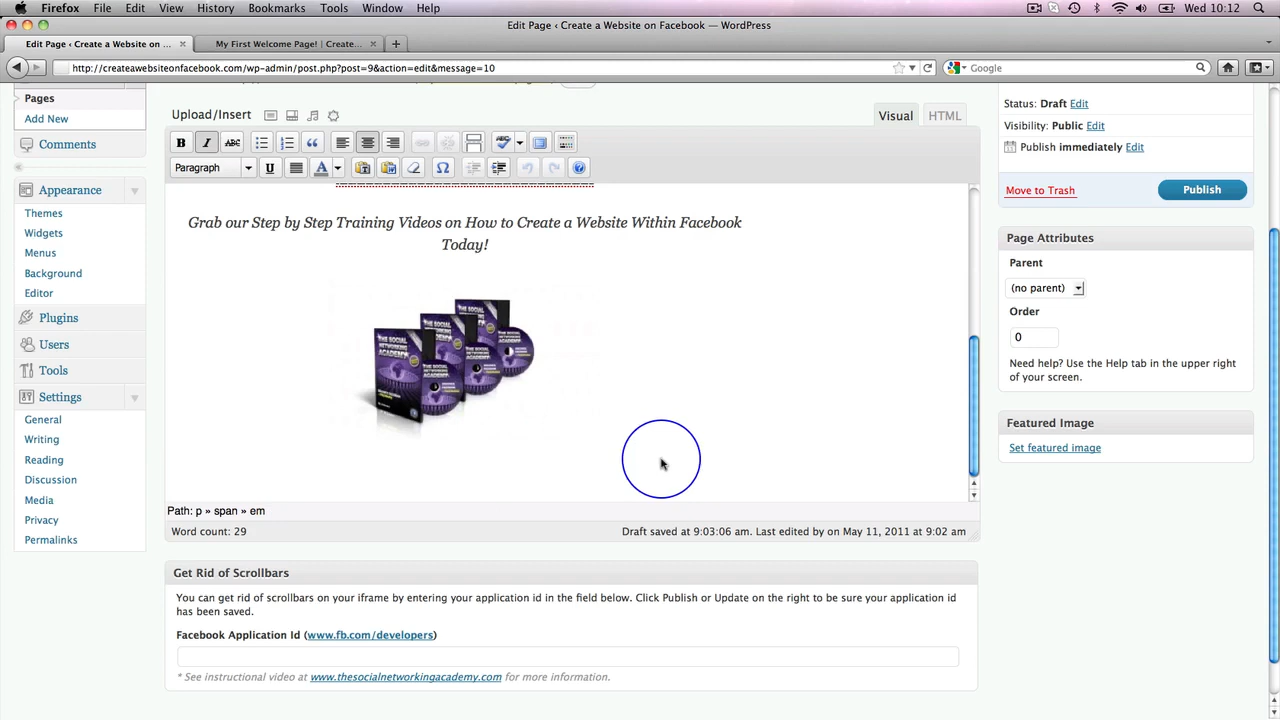 Firefox File Edit View History Bookmarks Tools Window Help Wed 10:12
Edit Page ‹ Create a Website on Facebook — WordPress
Edit Page ‹ Create a Website on ... My First Welcome Page! | Create...
http://createawebsiteonfacebook.com/wp-admin/post.php?post=9&action=edit&message=10
Google
Pages
Add New
Comments
Appearance
Themes
Widgets
Menus
Background
Editor
Plugins
Users
Tools
Settings
General
Writing
Reading
Discussion
Media
Privacy
Permalinks
Upload/Insert
Visual HTML
B I ABC
Paragraph U A
Grab our Step by Step Training Videos on How to Create a Website Within Facebook
Today!
THE SOCIAL
NETWORKING
ACADEMY
Path: p » span » em
Word count: 29 Draft saved at 9:03:06 am. Last edited by on May 11, 2011 at 9:02 am
Get Rid of Scrollbars
You can get rid of scrollbars on your iframe by entering your application id in the field below. Click Publish or Update on the right to be sure your application id
has been saved.
Facebook Application Id (www.fb.com/developers)
* See instructional video at www.thesocialnetworkingacademy.com for more information.
Status: Draft Edit
Visibility: Public Edit
Publish immediately Edit
Move to Trash Publish
Page Attributes
Parent
(no parent)
Order
0
Need help? Use the Help tab in the upper right
of your screen.
Featured Image
Set featured image